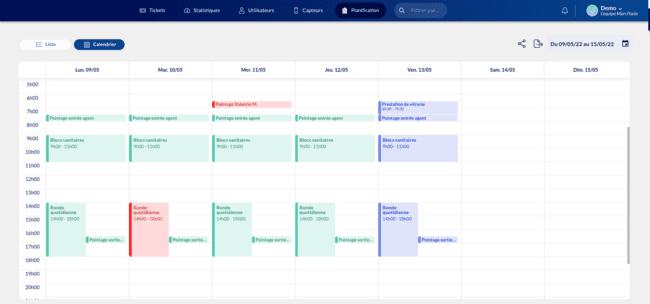 Tickets
Statistiques
Utilisateurs
Capteurs
Planification
Filtrer par...
Demo
L'équipe Merci Yanis
Liste
Calendrier
Du 09/05/22 au 15/05/22
Lun. 09/05
Mar. 10/05
Mer. 11/05
Jeu. 12/05
Ven. 13/05
Sam. 14/05
Dim. 15/05
5h00
6h00
Pointage Valentin M.
Prestation de vitrerie
6h30 - 7h30
7h00
Pointage entrée agent
Pointage entrée agent
Pointage entrée agent
Pointage entrée agent
Pointage entrée agent
8h00
9h00
Blocs sanitaires
9h00 - 11h00
Blocs sanitaires
9h00 - 11h00
Blocs sanitaires
9h00 - 11h00
Blocs sanitaires
9h00 - 11h00
Blocs sanitaires
9h00 - 11h00
10h00
11h00
12h00
13h00
14h00
Ronde
quotidienne
14h00 - 18h00
Ronde
quotidienne
14h00 - 18h00
Ronde
quotidienne
14h00 - 18h00
Ronde
quotidienne
14h00 - 18h00
Ronde
quotidienne
14h00 - 18h00
15h00
16h00
Pointage sortie...
Pointage sortie...
Pointage sortie...
Pointage sortie...
Pointage sortie...
17h00
18h00
19h00
20h00